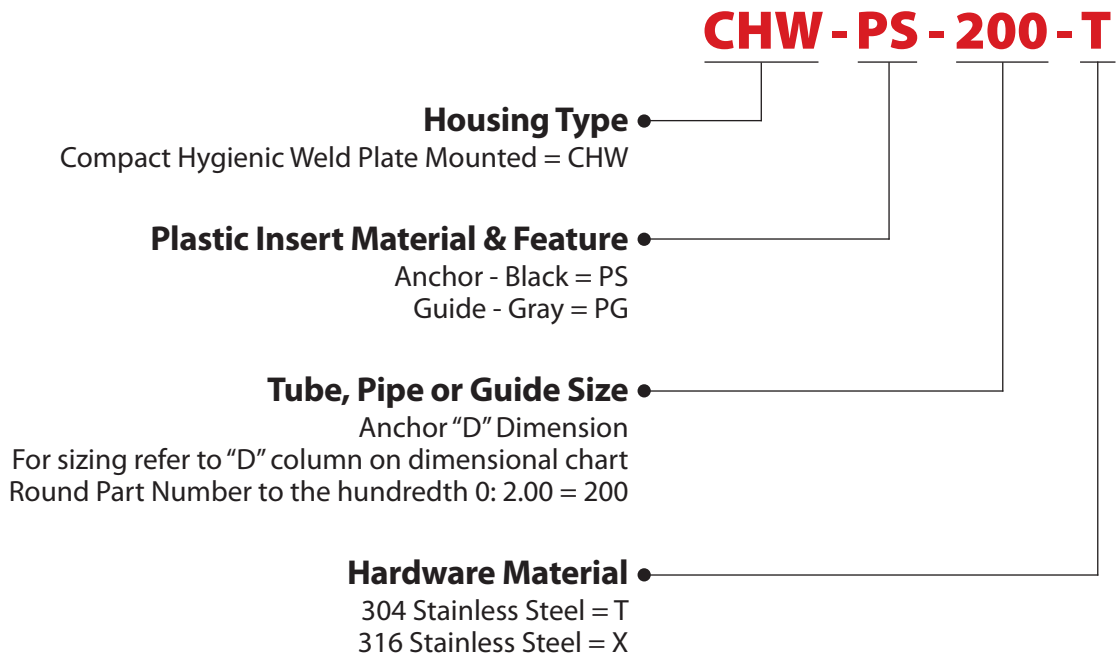 CHW - PS - 200 - T
Housing Type
Compact Hygienic Weld Plate Mounted = CHW
Plastic Insert Material & Feature
Anchor - Black = PS
Guide - Gray = PG
Tube, Pipe or Guide Size
Anchor “D” Dimension
For sizing refer to “D” column on dimensional chart
Round Part Number to the hundredth 0: 2.00 = 200
Hardware Material
304 Stainless Steel = T
316 Stainless Steel = X